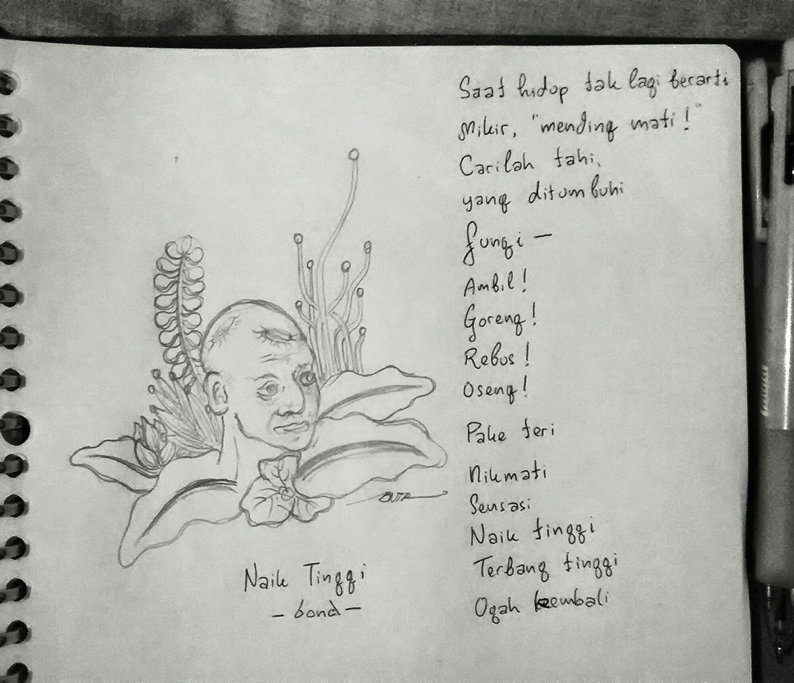 Saat hidup tak lagi berarti
Mikir, "mending mati!"
Carilah tahi,
yang ditumbuhi
fungi —
Ambil!
Goreng!
Rebus!
Oseng!
Pake teri
Nikmati
Sensasi
Naik tinggi
Terbang tinggi
Ogah kembali
Naik Tinggi
- bond -